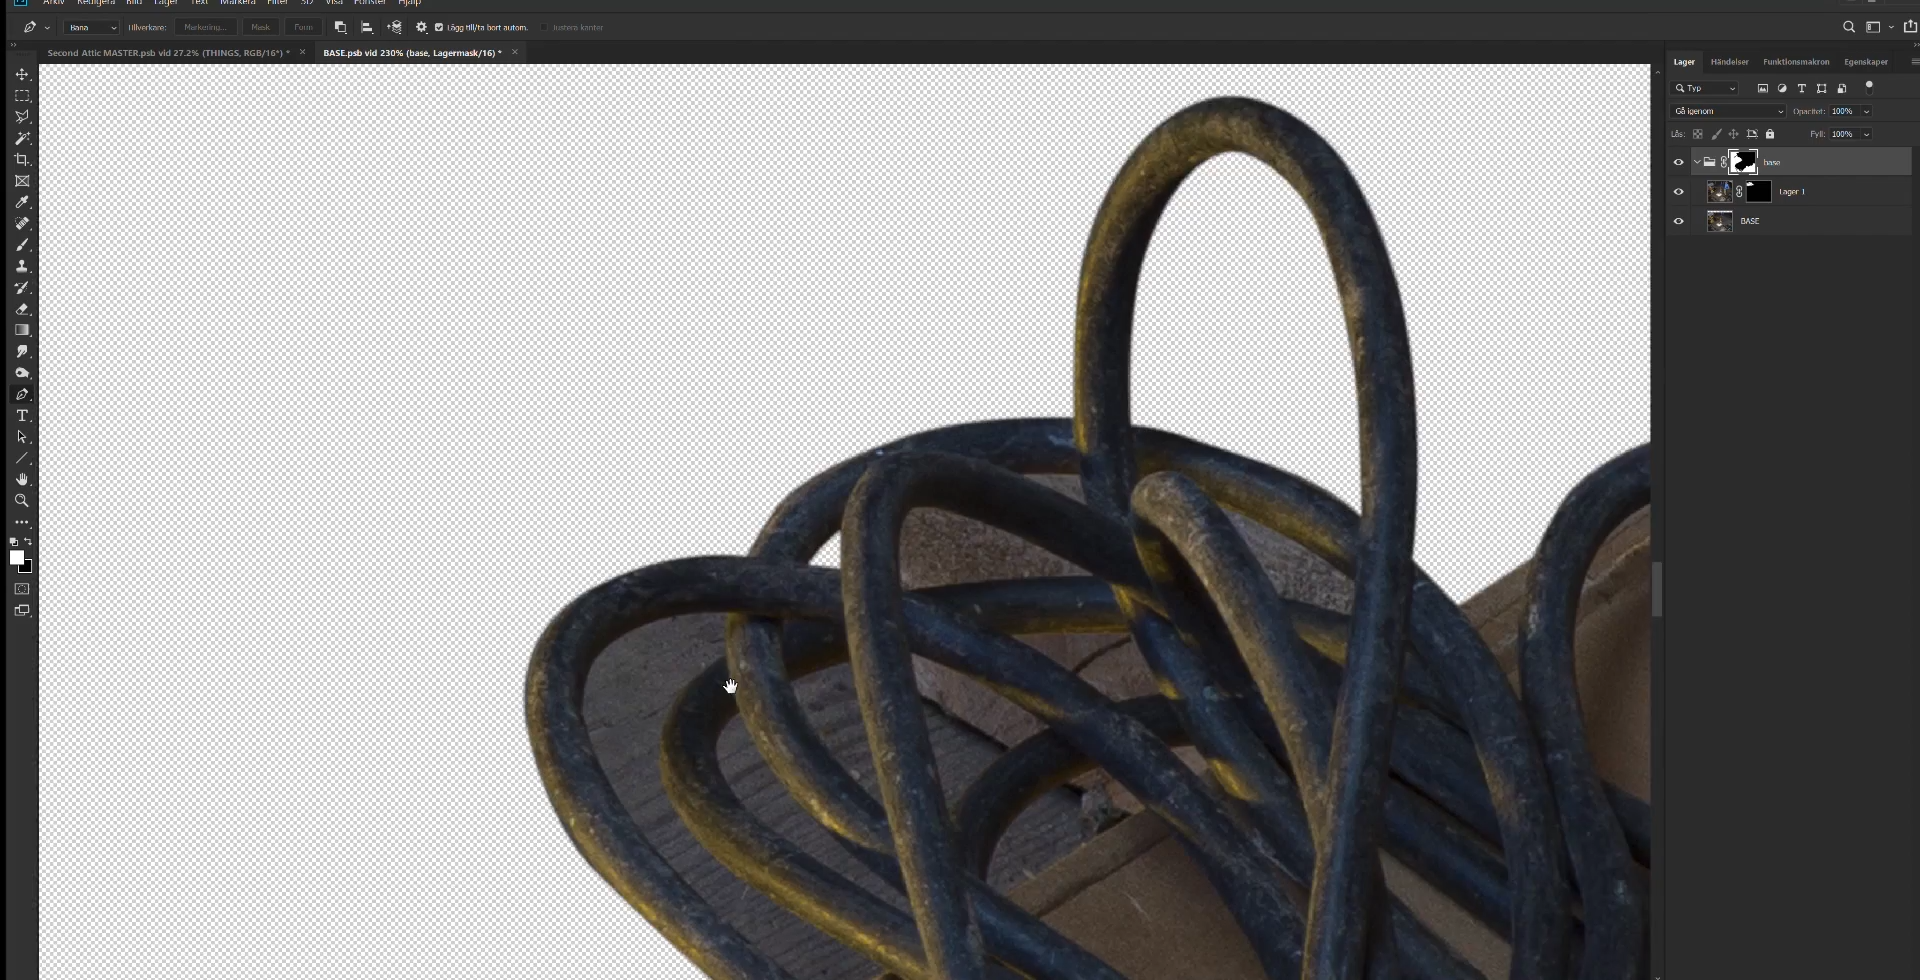 Arkiv Redigera Bild Lager Text Markera Filter 3D Visa Fönster Hjälp
Bana Tillverkare: Markering... Mask Form Lägg till/ta bort autom. Justera kanter
Second Attic MASTER.psb vid 27.2% (THINGS, RGB/16*) * × BASE.psb vid 230% (base, Lagermask/16) * ×
Lager Händelser Funktionsmakron Egenskaper
Typ
Gå igenom Opacitet: 100%
Lås: Fyll: 100%
base
Lager 1
BASE